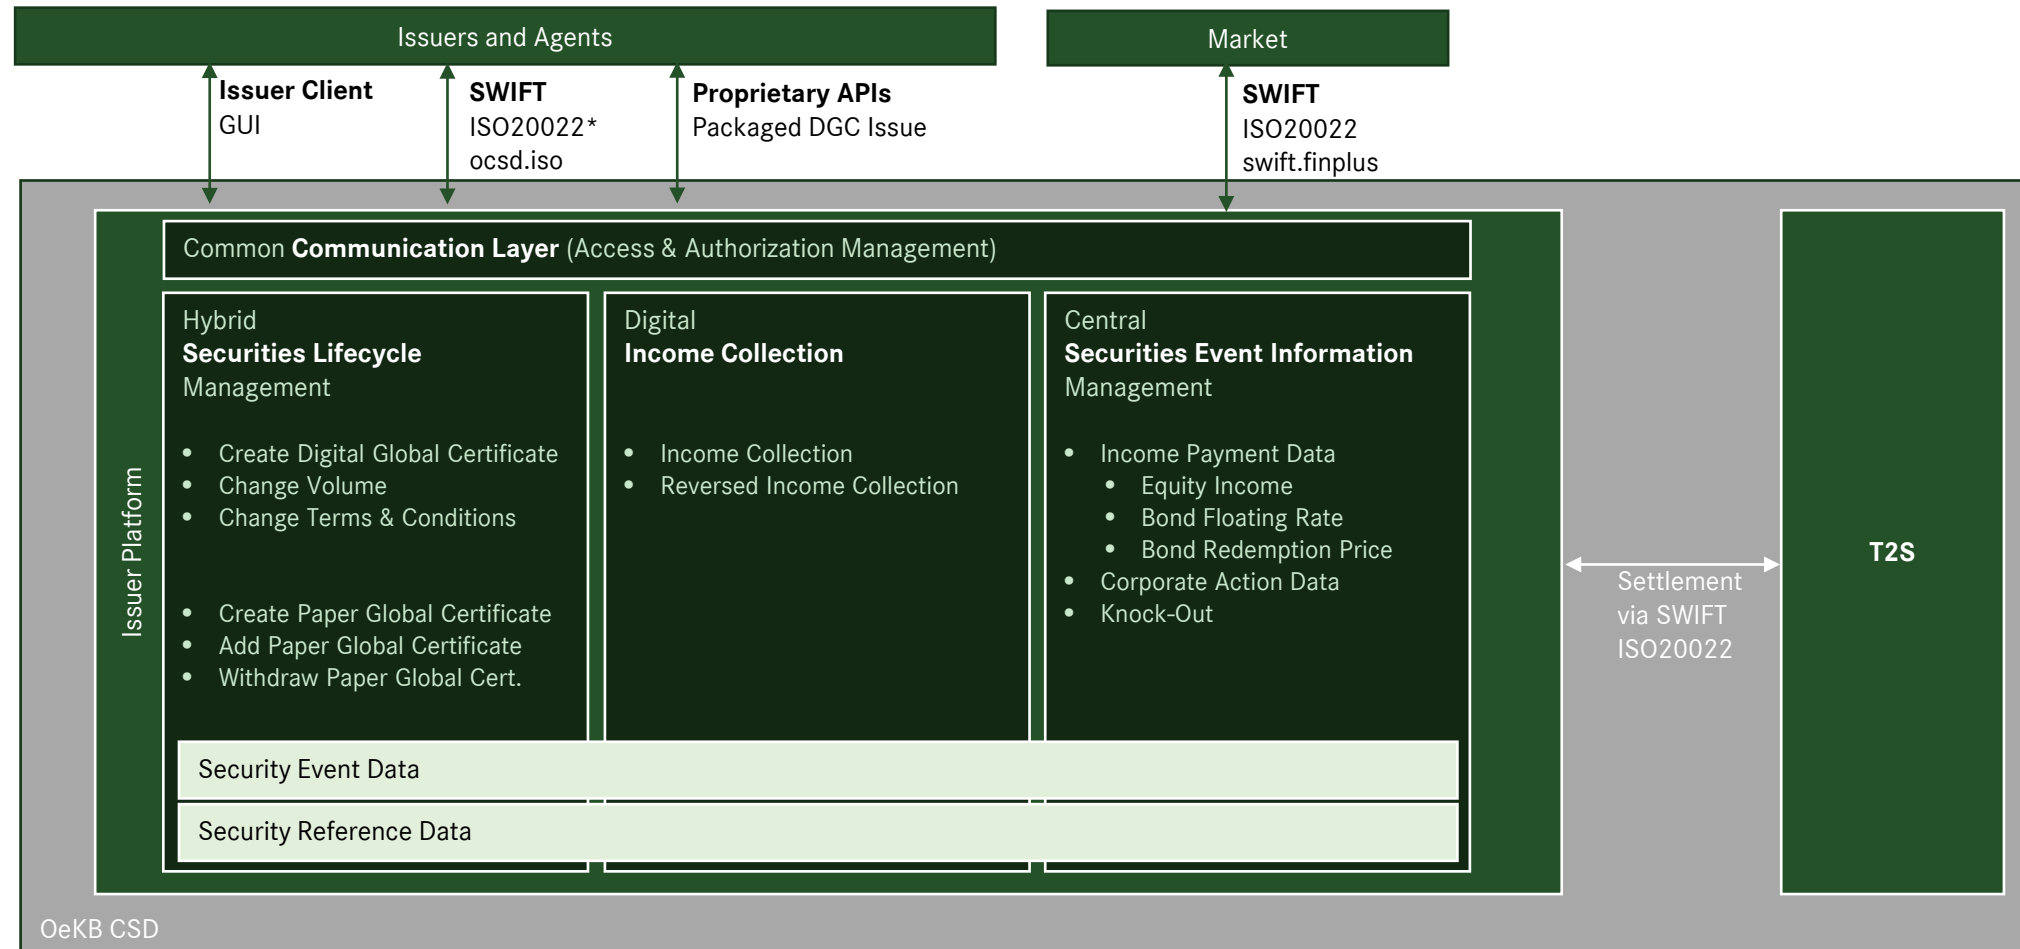 Issuers and Agents
Market
Issuer Client
GUI
SWIFT
ISO20022*
ocsd.iso
Proprietary APIs
Packaged DGC Issue
SWIFT
ISO20022
swift.finplus
Common Communication Layer (Access & Authorization Management)
Issuer Platform
Hybrid
Securities Lifecycle
Management
• Create Digital Global Certificate
• Change Volume
• Change Terms & Conditions
• Create Paper Global Certificate
• Add Paper Global Certificate
• Withdraw Paper Global Cert.
Digital
Income Collection
• Income Collection
• Reversed Income Collection
Central
Securities Event Information
Management
• Income Payment Data
• Equity Income
• Bond Floating Rate
• Bond Redemption Price
• Corporate Action Data
• Knock-Out
Security Event Data
Security Reference Data
Settlement
via SWIFT
ISO20022
T2S
OeKB CSD